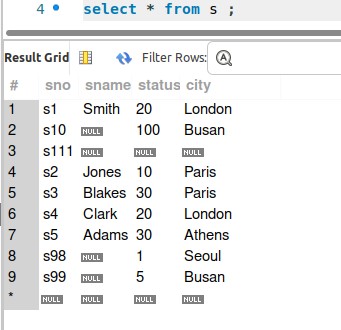 4 select * from s ;
Result Grid Filter Rows:
# sno sname status city
1 s1 Smith 20 London
2 s10 NULL 100 Busan
3 s111 NULL NULL NULL
4 s2 Jones 10 Paris
5 s3 Blakes 30 Paris
6 s4 Clark 20 London
7 s5 Adams 30 Athens
8 s98 NULL 1 Seoul
9 s99 NULL 5 Busan
* NULL NULL NULL NULL